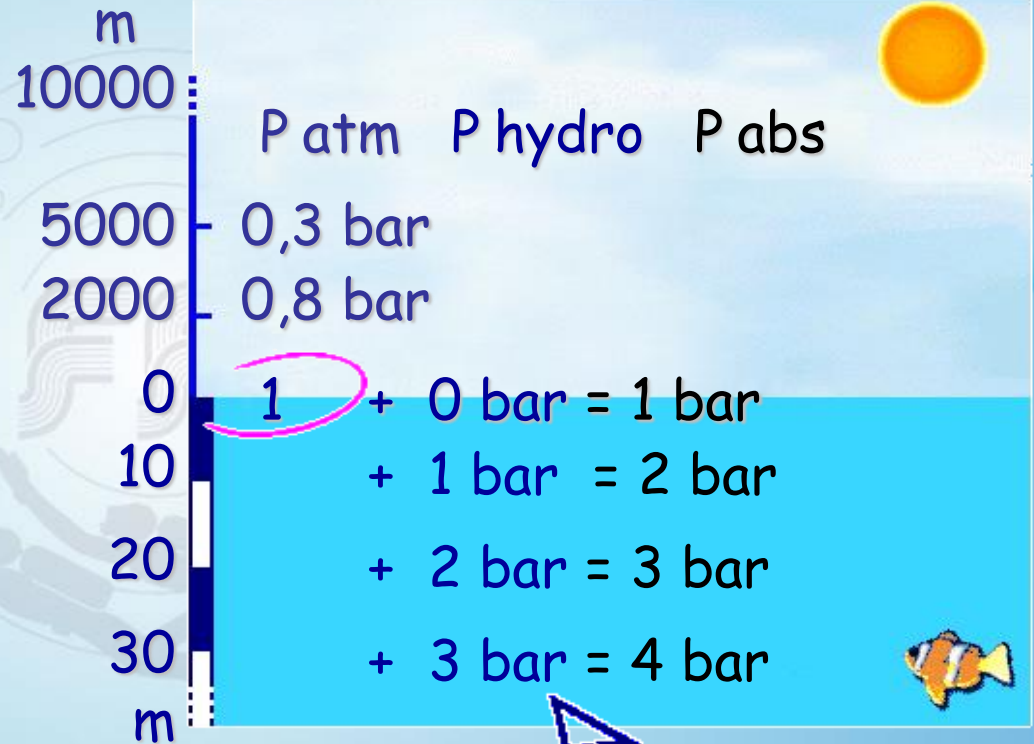 m
10000
P atm P hydro P abs
5000 0,3 bar
2000 0,8 bar
0 1 + 0 bar = 1 bar
10 + 1 bar = 2 bar
20 + 2 bar = 3 bar
30 + 3 bar = 4 bar
m